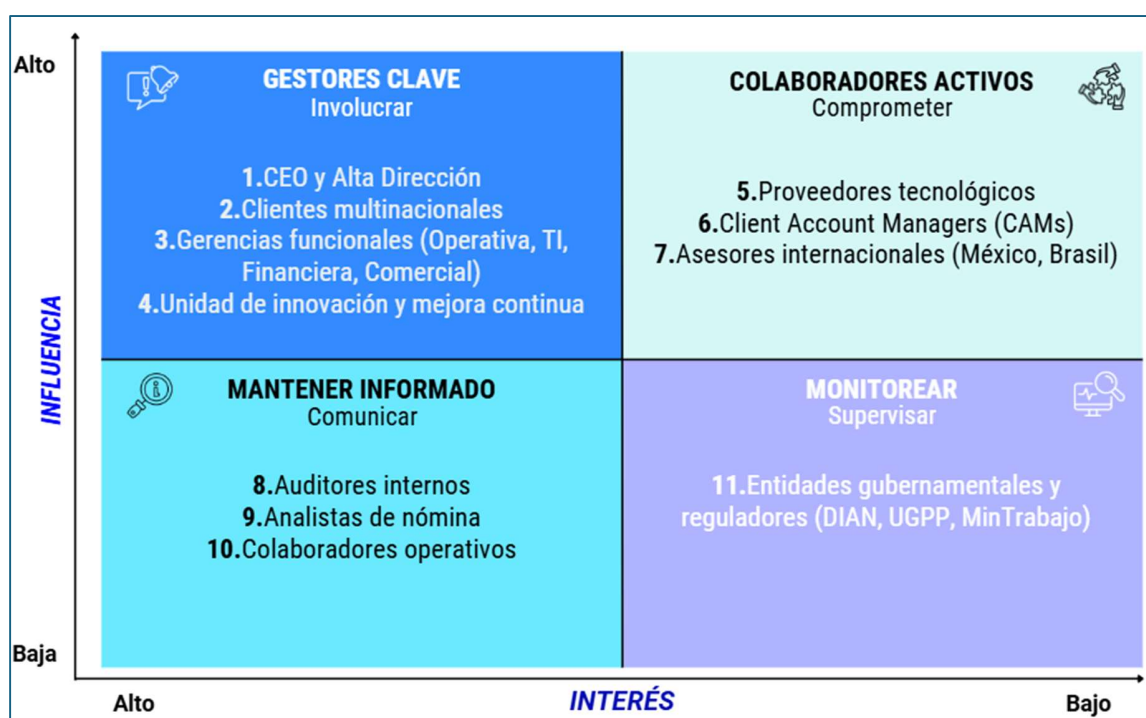 Alto
GESTORES CLAVE
Involucrar
1.CEO y Alta Dirección
2.Clientes multinacionales
3.Gerencias funcionales (Operativa, TI,
Financiera, Comercial)
4.Unidad de innovación y mejora continua
COLABORADORES ACTIVOS
Comprometer
5.Proveedores tecnológicos
6.Client Account Managers (CAMs)
7.Asesores internacionales (México, Brasil)
INFLUENCIA
MANTENER INFORMADO
Comunicar
8.Auditores internos
9.Analistas de nómina
10.Colaboradores operativos
MONITOREAR
Supervisar
11.Entidades gubernamentales y
reguladores (DIAN, UGPP, MinTrabajo)
Baja
Alto
INTERÉS
Bajo